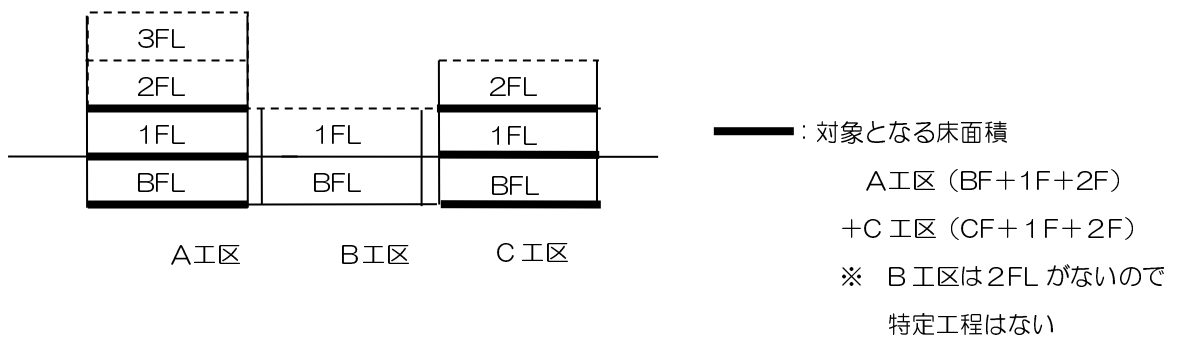 3FL
2FL 2FL
1FL 1FL 1FL
BFL BFL BFL
A工区 B工区 C工区
：対象となる床面積
A工区（BF＋1F＋2F）
＋C工区（CF＋1F＋2F）
※ B工区は2FLがないので
特定工程はない